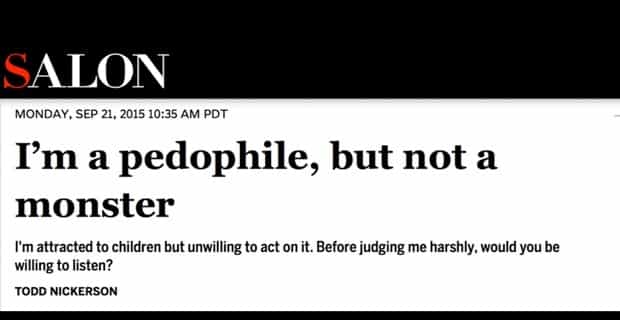 SALON
MONDAY, SEP 21, 2015 10:35 AM PDT
I'm a pedophile, but not a
monster
I'm attracted to children but unwilling to act on it. Before judging me harshly, would you be
willing to listen?
TODD NICKERSON